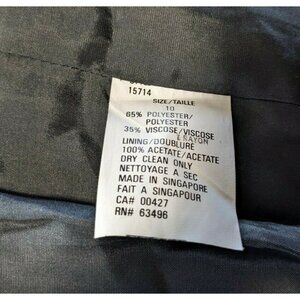 15714
SIZE/TAILLE
10
65% POLYESTER/
POLYESTER
35% VISCOSE/VISCOSE
RAYON
LINING/DOUBLURE
100% ACETATE/ACETATE
DRY CLEAN ONLY
NETTOYAGE A SEC
MADE IN SINGAPORE
FAIT A SINGAPOUR
CA# 00427
RN# 63496